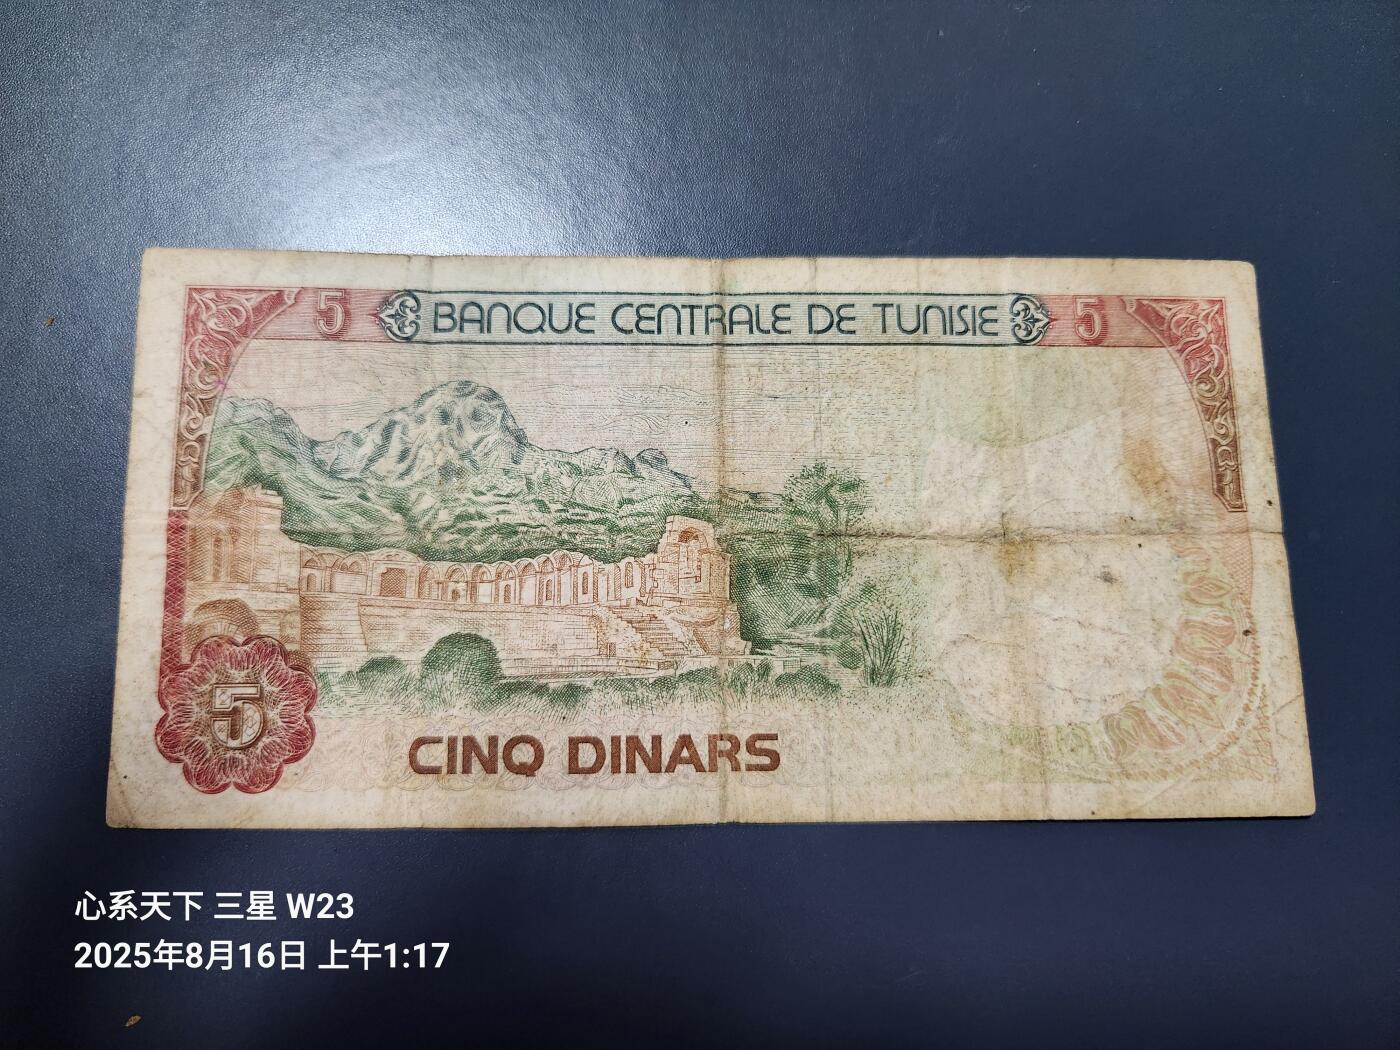 5 BANQUE CENTRALE DE TUNISIE 5
5
CINQ DINARS
心系天下 三星 W23
2025年8月16日 上午1:17